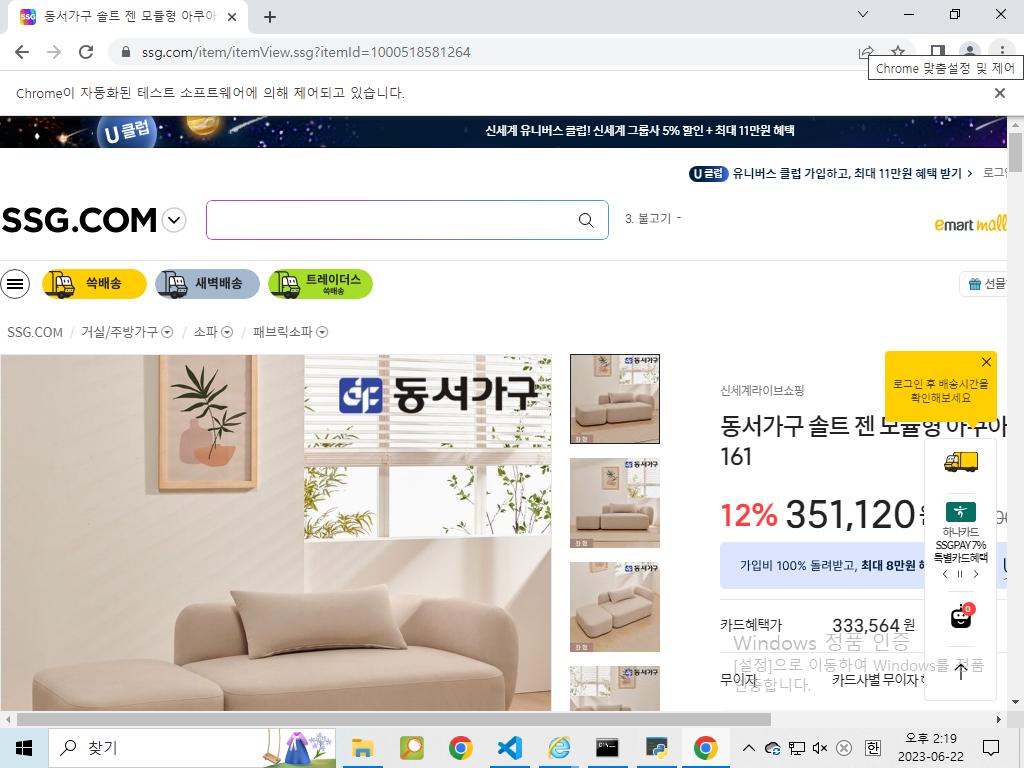 동서가구 솔트 젠 모듈형 아쿠아
ssg.com/item/itemView.ssg?itemId=1000518581264
Chrome 맞춤설정 및 제어
Chrome이 자동화된 테스트 소프트웨어에 의해 제어되고 있습니다.
U클럽
신세계 유니버스 클럽! 신세계 그룹사 5% 할인 + 최대 11만원 혜택
U 클럽 유니버스 클럽 가입하고, 최대 11만원 혜택 받기
SSG.COM
3. 불고기 -
emart mall
쓱배송
새벽배송
트레이더스
쓱배송
선물
SSG.COM / 거실/주방가구 / 소파 / 패브릭소파
동서가구
신세계라이브쇼핑
로그인 후 배송시간을
확인해보세요
동서가구 솔트 젠 모듈형 아쿠아
161
12% 351,120
하나카드
SSGPAY 7%
특별카드혜택
가입비 100% 돌려받고, 최대 8만원
0
카드혜택가 333,564 원
무이자 카드사별 무이자
Windows 정품 인증
[설정]으로 이동하여 Windows를 정품
인증합니다.
찾기
오후 2:19
2023-06-22
한